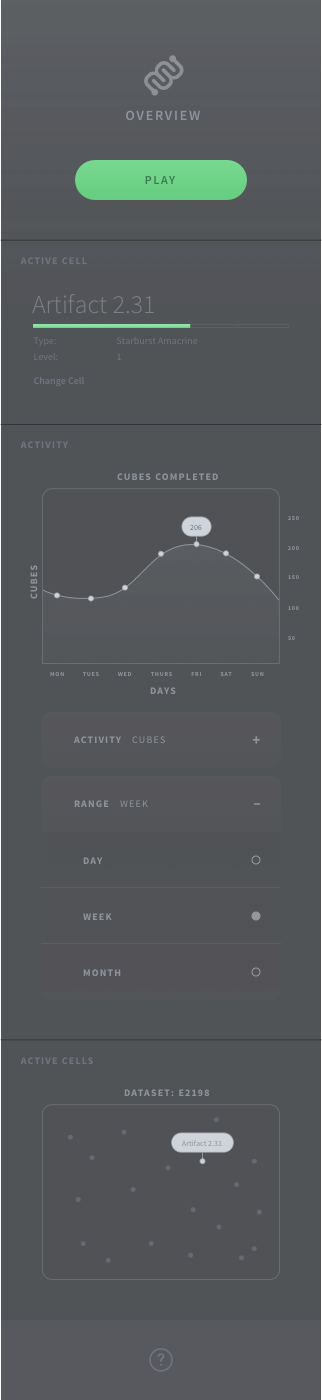 OVERVIEW
PLAY
ACTIVE CELL
Artifact 2.31
Type: Starburst Amacrine
Level: 1
Change Cell
ACTIVITY
CUBES COMPLETED
206
250
200
150
100
50
CUBES
MON TUES WED THURS FRI SAT SUN
DAYS
ACTIVITY CUBES +
RANGE WEEK −
DAY
WEEK
MONTH
ACTIVE CELLS
DATASET: E2198
Artifact 2.31
?